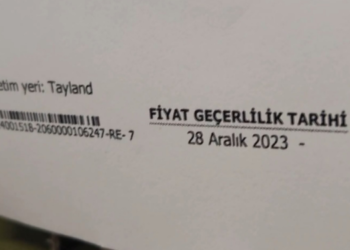 etim yeri: Tayland
4001518-2060000106247-RE- 7
FİYAT GEÇERLİLİK TARİHİ
28 Aralık 2023 -